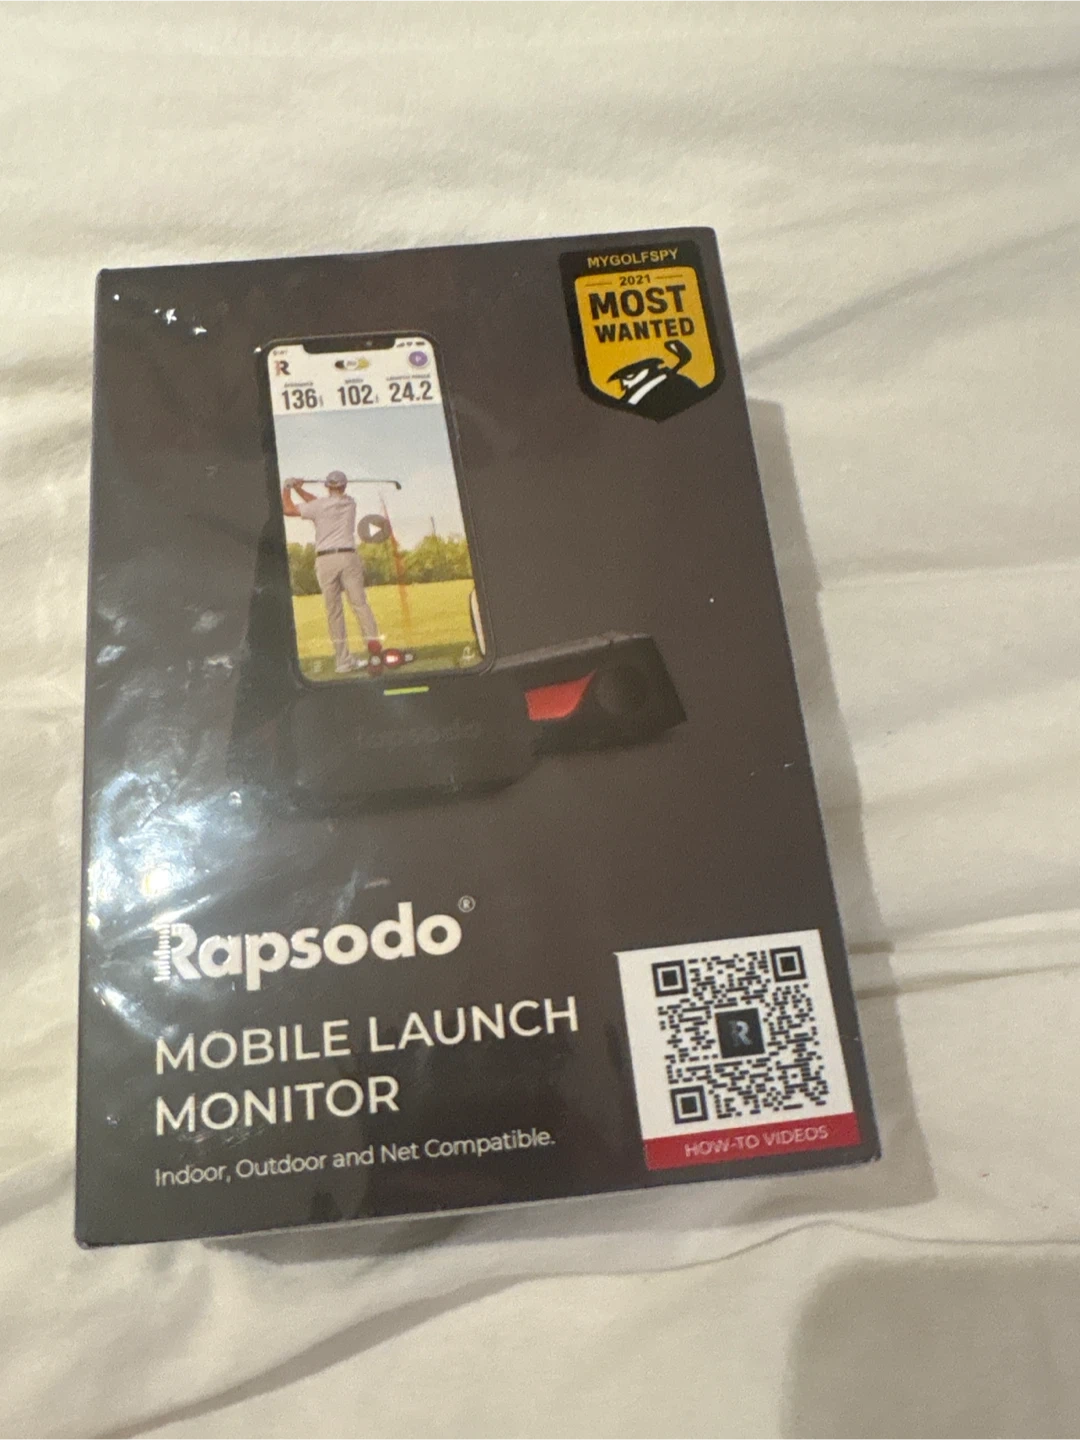 MYGOLFSPY
2021
MOST
WANTED
R
136
102
24.2
Rapsodo
Rapsodo®
MOBILE LAUNCH
MONITOR
Indoor, Outdoor and Net Compatible.
R
HOW-TO VIDEOS